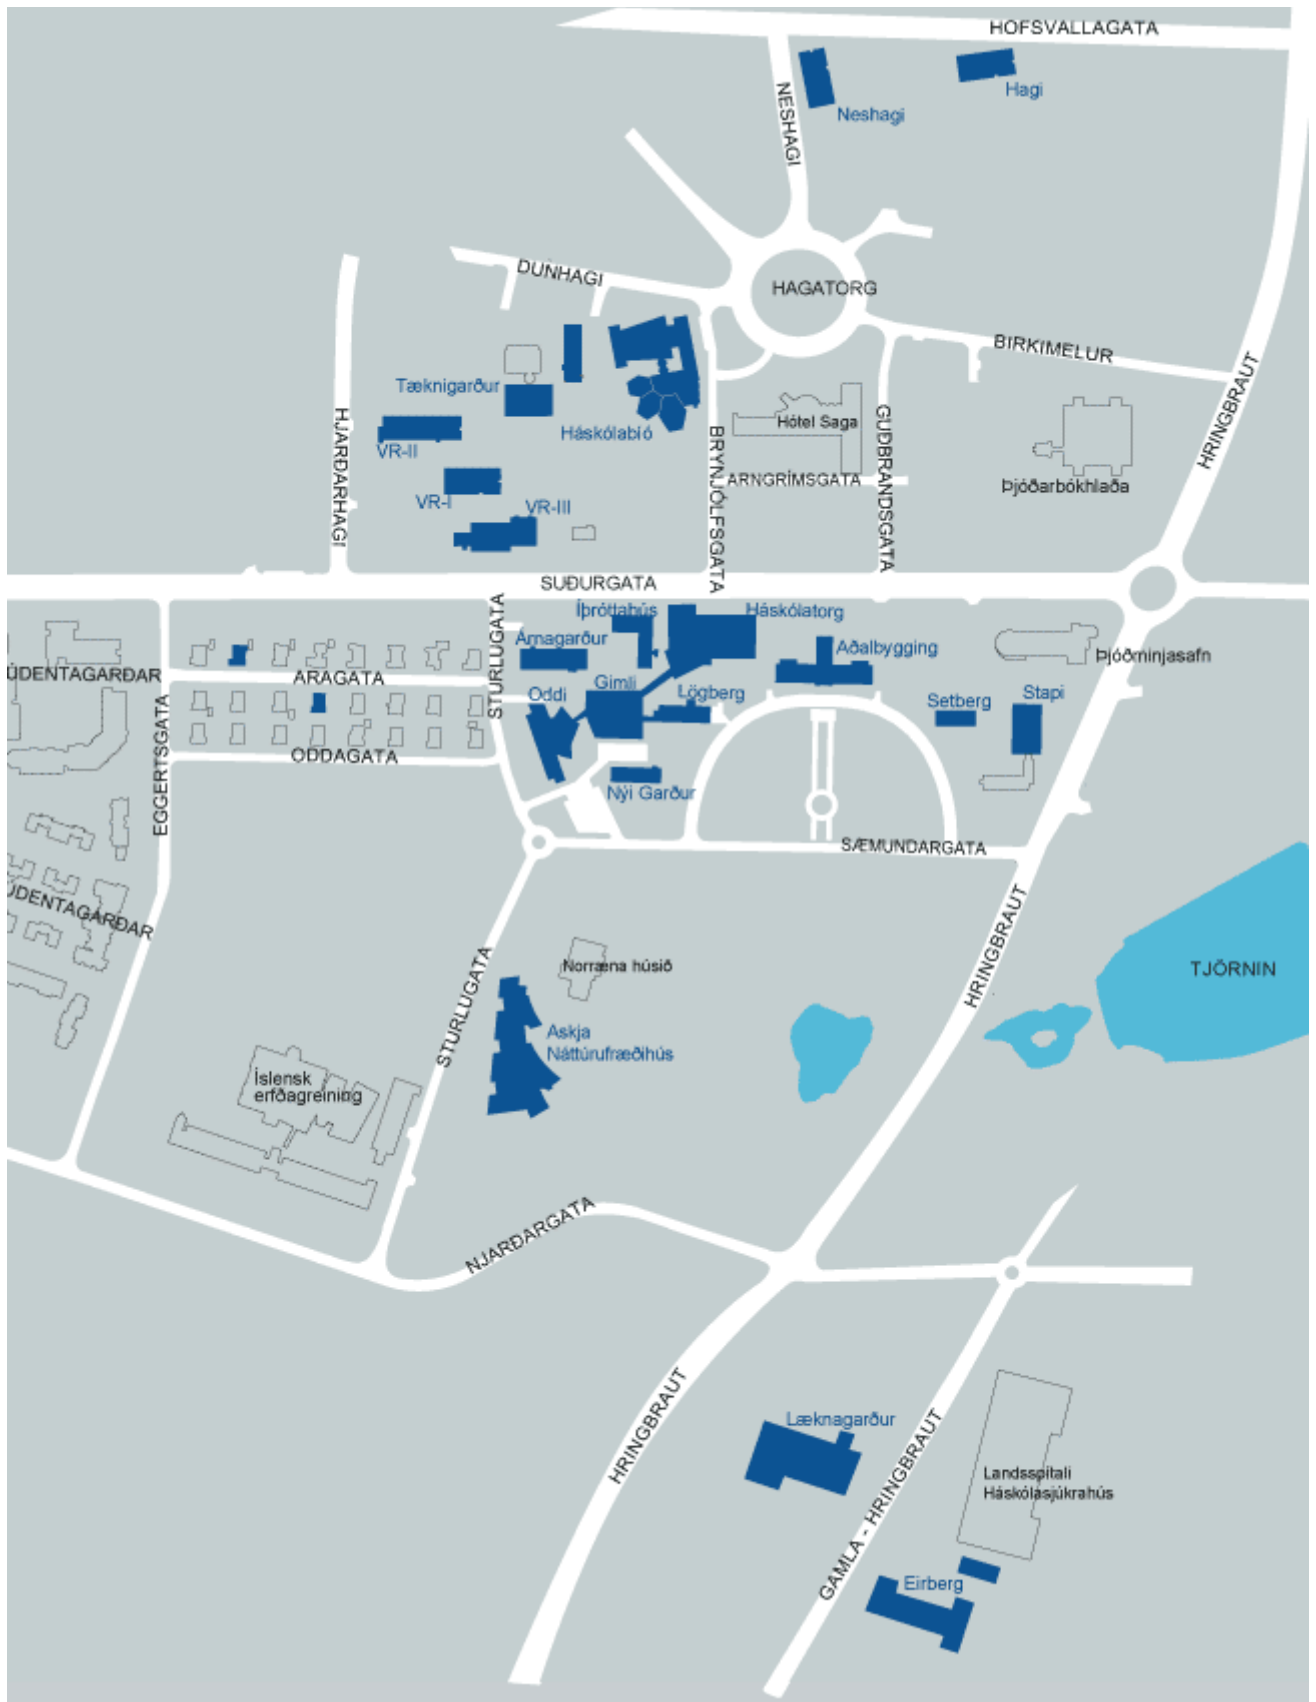 HOFSVALLAGATA
Hagi
NESHAGI
Neshagi
DUNHAGI
HAGATORG
BIRKIMELUR
HRINGBRAUT
Tæknigarður
HJARÐARHAGI
VR-II
Háskólabíó
BRYNJÓLFSGATA
Hótel Saga
GUÐBRANDSGATA
ARNGRÍMSGATA
Þjóðarbókhlaða
VR-I
VR-III
SUÐURGATA
STURLUGATA
Íþróttahús
Háskólatorg
Árnagarður
Aðalbygging
Þjóðminjasafn
ÚDENTAGARÐAR
ARAGATA
Gimli
Oddi
Lögberg
Setberg
Stapi
EGGERTSGATA
ODDAGATA
Nýi Garður
SÆMUNDARGATA
ÚDENTAGARÐAR
HRINGBRAUT
STURLUGATA
Norræna húsið
TJÖRNIN
Askja
Náttúrufræðihús
Íslensk
erfðagreining
NJARÐARGATA
HRINGBRAUT
Læknagarður
GAMLA - HRINGBRAUT
Landsspítali
Háskólasjúkrahús
Eirberg